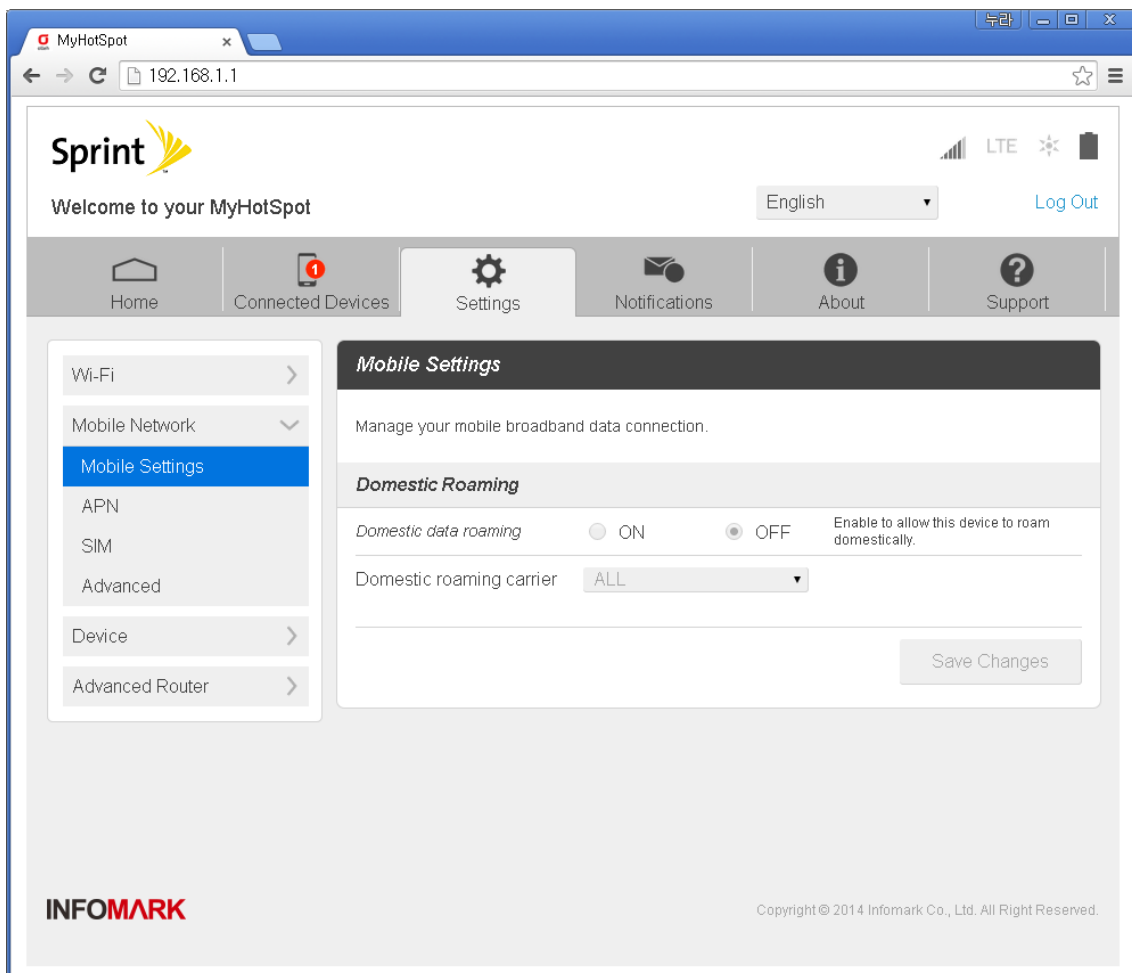 누라
MyHotSpot
192.168.1.1
Sprint
LTE
Welcome to your MyHotSpot
English
Log Out
1
Home
Connected Devices
Settings
Notifications
About
Support
Wi-Fi
Mobile Network
Mobile Settings
APN
SIM
Advanced
Device
Advanced Router
Mobile Settings
Manage your mobile broadband data connection.
Domestic Roaming
Domestic data roaming
ON
OFF
Enable to allow this device to roam
domestically.
Domestic roaming carrier
ALL
Save Changes
INFOMARK
Copyright © 2014 Infomark Co., Ltd. All Right Reserved.